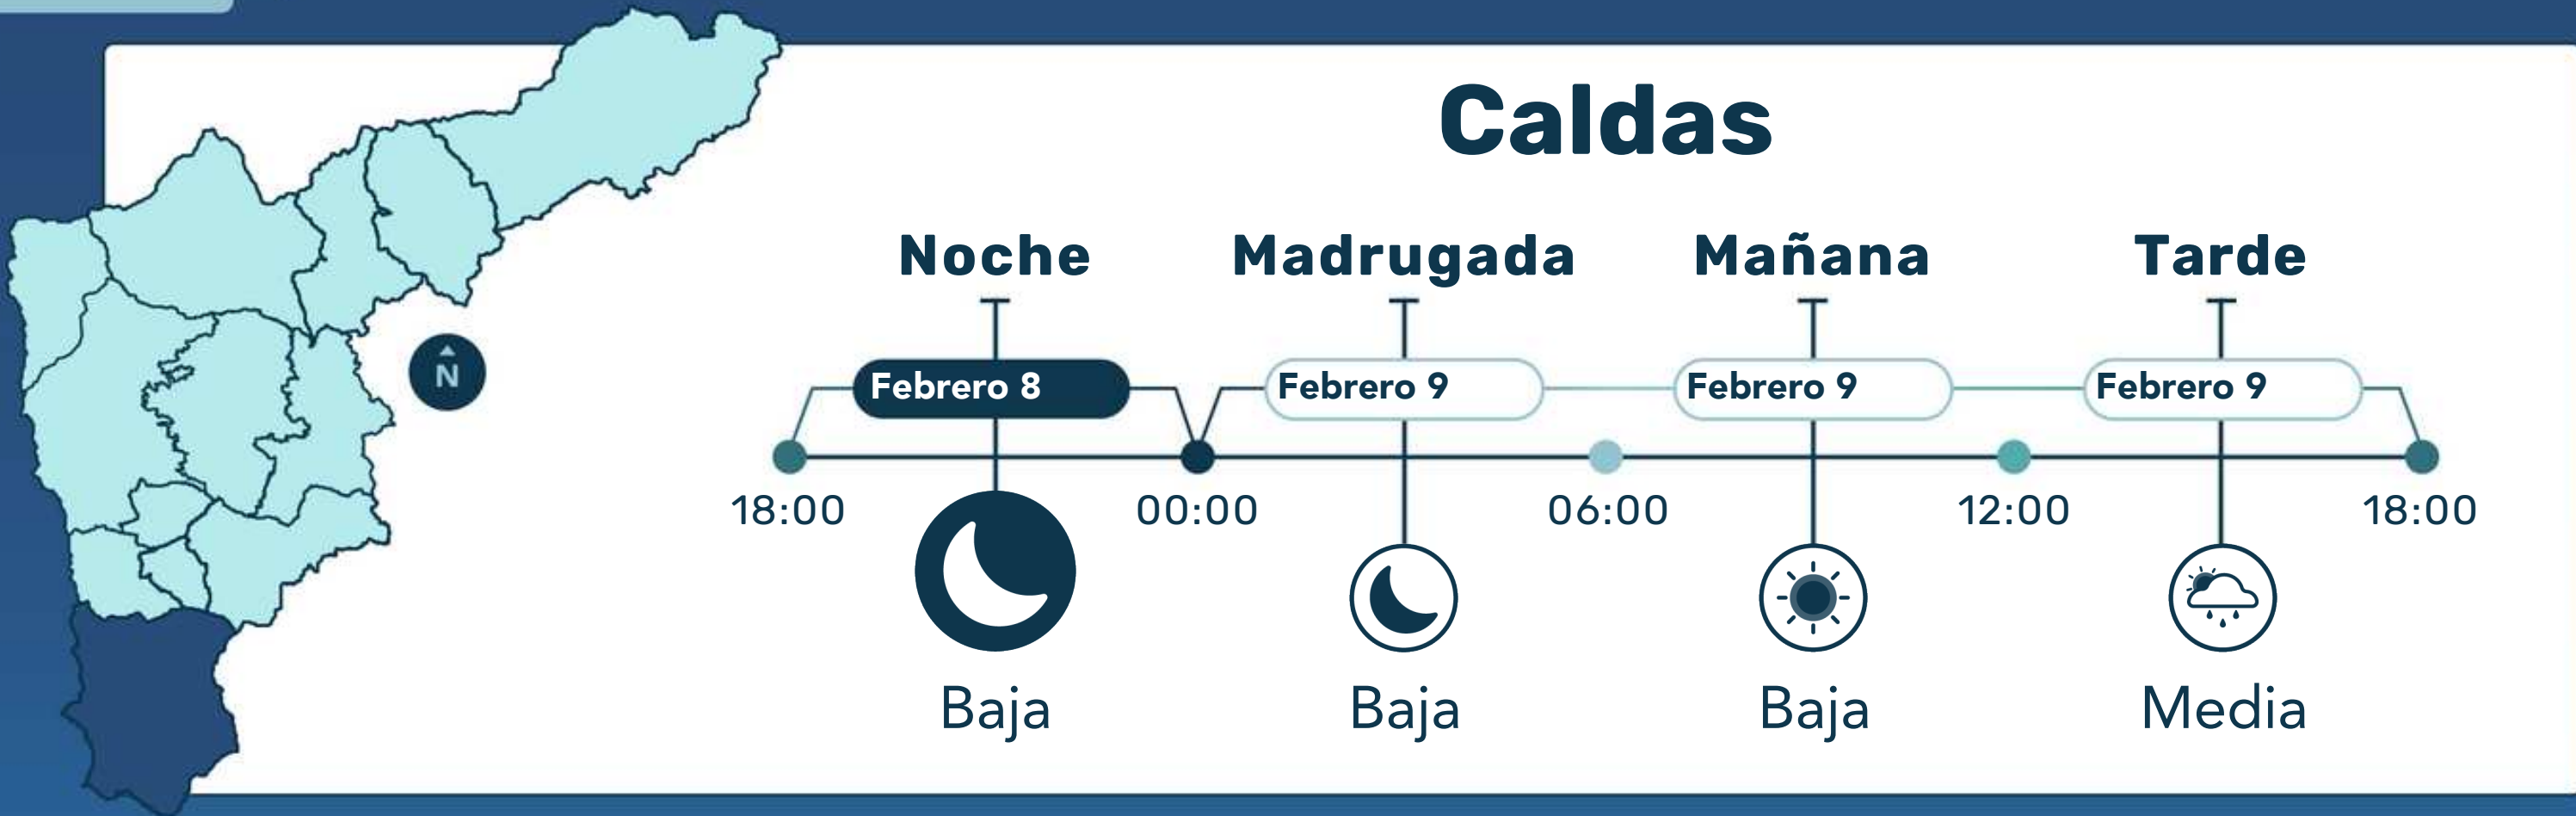 Caldas
Noche Madrugada Mañana Tarde
Febrero 8 Febrero 9 Febrero 9 Febrero 9
N
18:00 00:00 06:00 12:00 18:00
Baja Baja Baja Media